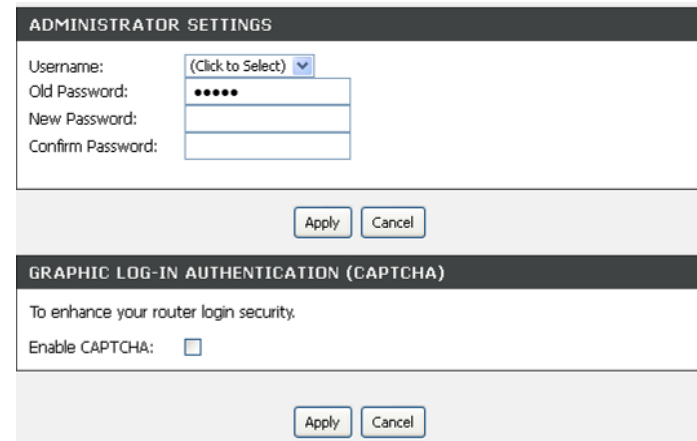 ADMINISTRATOR SETTINGS
Username: (Click to Select)
Old Password: •••••
New Password:
Confirm Password:
Apply Cancel
GRAPHIC LOG-IN AUTHENTICATION (CAPTCHA)
To enhance your router login security.
Enable CAPTCHA:
Apply Cancel